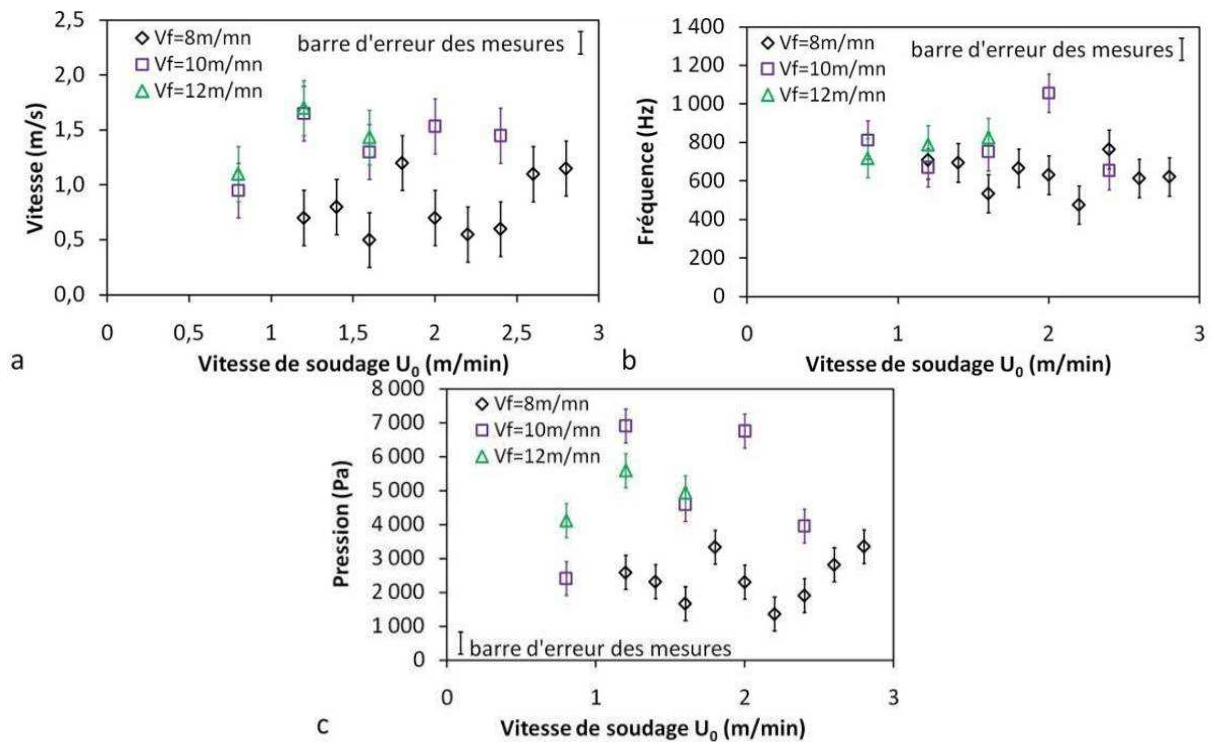 2,5
2.0
1.5
1.0
0.5
0,0
Vitesse (m/s)
Vf=8m/mn
Vf=10m/mn
Vf=12m/mn
barre d'erreur des mesures
0 0,5 1 1,5 2 2,5 3
Vitesse de soudage U0 (m/min)
a
1 400
1 200
1 000
800
600
400
200
0
Fréquence (Hz)
Vf=8m/mn
Vf=10m/mn
Vf=12m/mn
barre d'erreur des mesures
0 1 2 3
Vitesse de soudage U0 (m/min)
b
8 000
7 000
6 000
5 000
4 000
3 000
2 000
1 000
0
Pression (Pa)
Vf=8m/mn
Vf=10m/mn
Vf=12m/mn
barre d'erreur des mesures
0 1 2 3
Vitesse de soudage U0 (m/min)
c